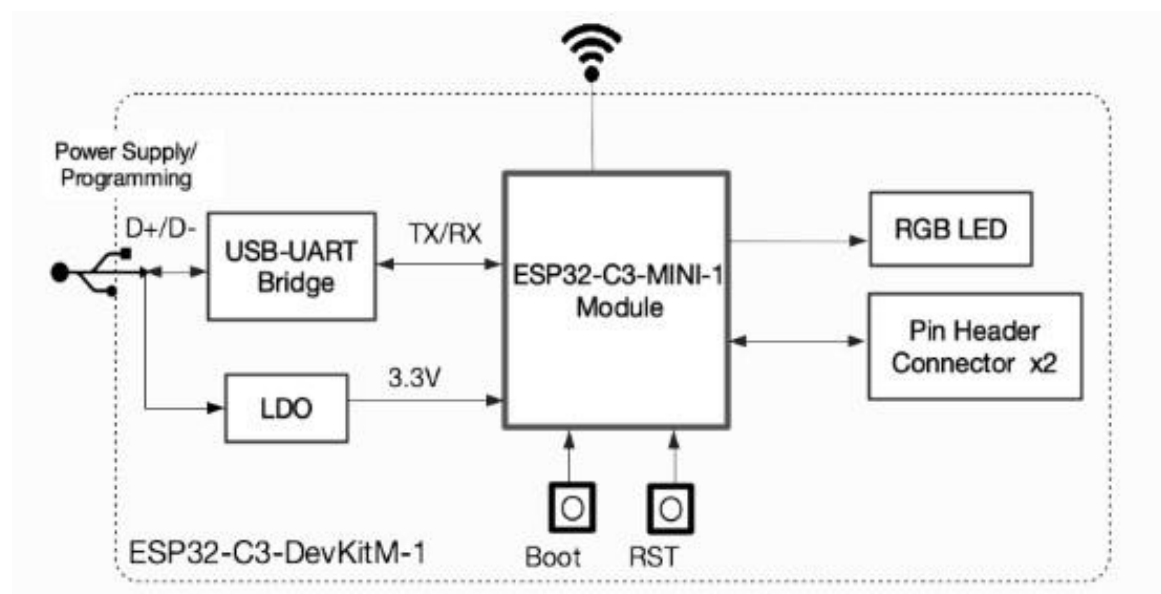 Power Supply/
Programming
D+/D-
USB-UART
Bridge
TX/RX
ESP32-C3-MINI-1
Module
RGB LED
Pin Header
Connector x2
LDO
3.3V
Boot
RST
ESP32-C3-DevKitM-1